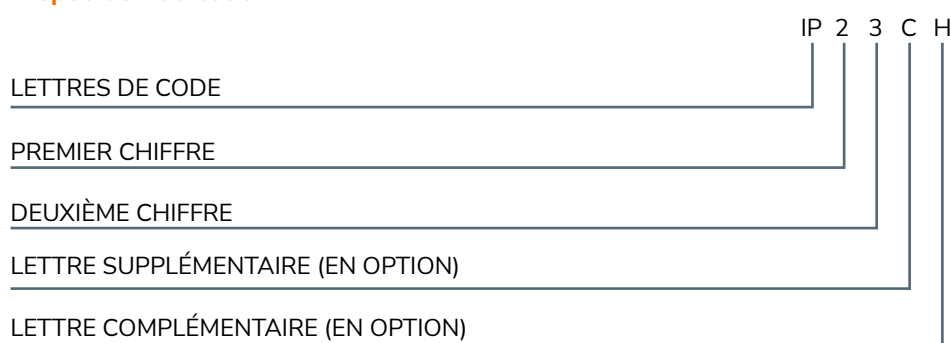 IP 2 3 C H
LETTRES DE CODE
PREMIER CHIFFRE
DEUXIÈME CHIFFRE
LETTRE SUPPLÉMENTAIRE (EN OPTION)
LETTRE COMPLÉMENTAIRE (EN OPTION)